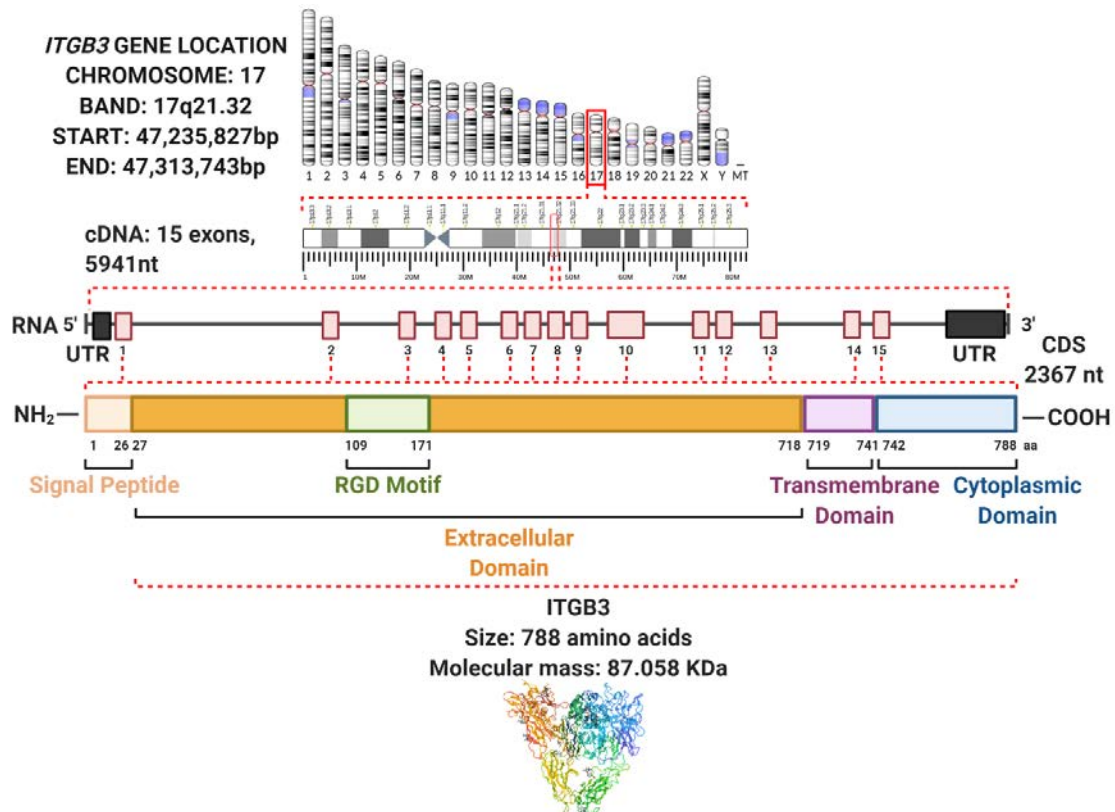 ITGB3 GENE LOCATION
CHROMOSOME: 17
BAND: 17q21.32
START: 47,235,827bp
END: 47,313,743bp
1 2 3 4 5 6 7 8 9 10 11 12 13 14 15 16 17 18 19 20 21 22 X Y MT
cDNA: 15 exons,
5941nt
1 10M 20M 30M 40M 50M 60M 70M 80M
RNA 5' 3'
UTR 1 2 3 4 5 6 7 8 9 10 11 12 13 14 15 UTR
CDS
2367 nt
NH₂ COOH
1 26 27 109 171 718 719 741 742 788 aa
Signal Peptide
RGD Motif
Transmembrane
Domain
Cytoplasmic
Domain
Extracellular
Domain
ITGB3
Size: 788 amino acids
Molecular mass: 87.058 KDa